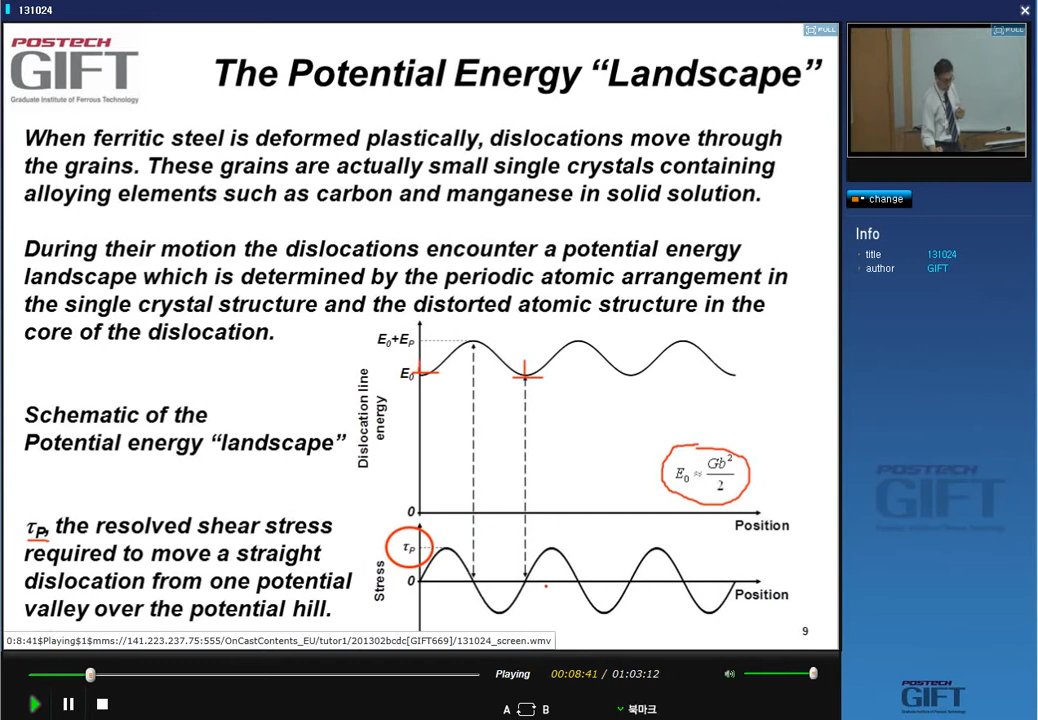 131024
POSTECH
GIFT
Graduate Institute of Ferrous Technology
The Potential Energy “Landscape”
FULL
When ferritic steel is deformed plastically, dislocations move through
the grains. These grains are actually small single crystals containing
alloying elements such as carbon and manganese in solid solution.
During their motion the dislocations encounter a potential energy
landscape which is determined by the periodic atomic arrangement in
the single crystal structure and the distorted atomic structure in the
core of the dislocation.
Schematic of the
Potential energy “landscape”
τP, the resolved shear stress
required to move a straight
dislocation from one potential
valley over the potential hill.
E0+EP
E0
Dislocation line
energy
E0 ≈ Gb²/2
0
Position
τP
0
Stress
Position
9
0:8:41$Playing$1$mms://141.223.237.75:555/OnCastContents_EU/tutor1/201302bcdc[GIFT669]/131024_screen.wmv
Playing
00:08:41 / 01:03:12
A B
북마크
FULL
change
Info
title 131024
author GIFT
POSTECH
GIFT
POSTECH
GIFT